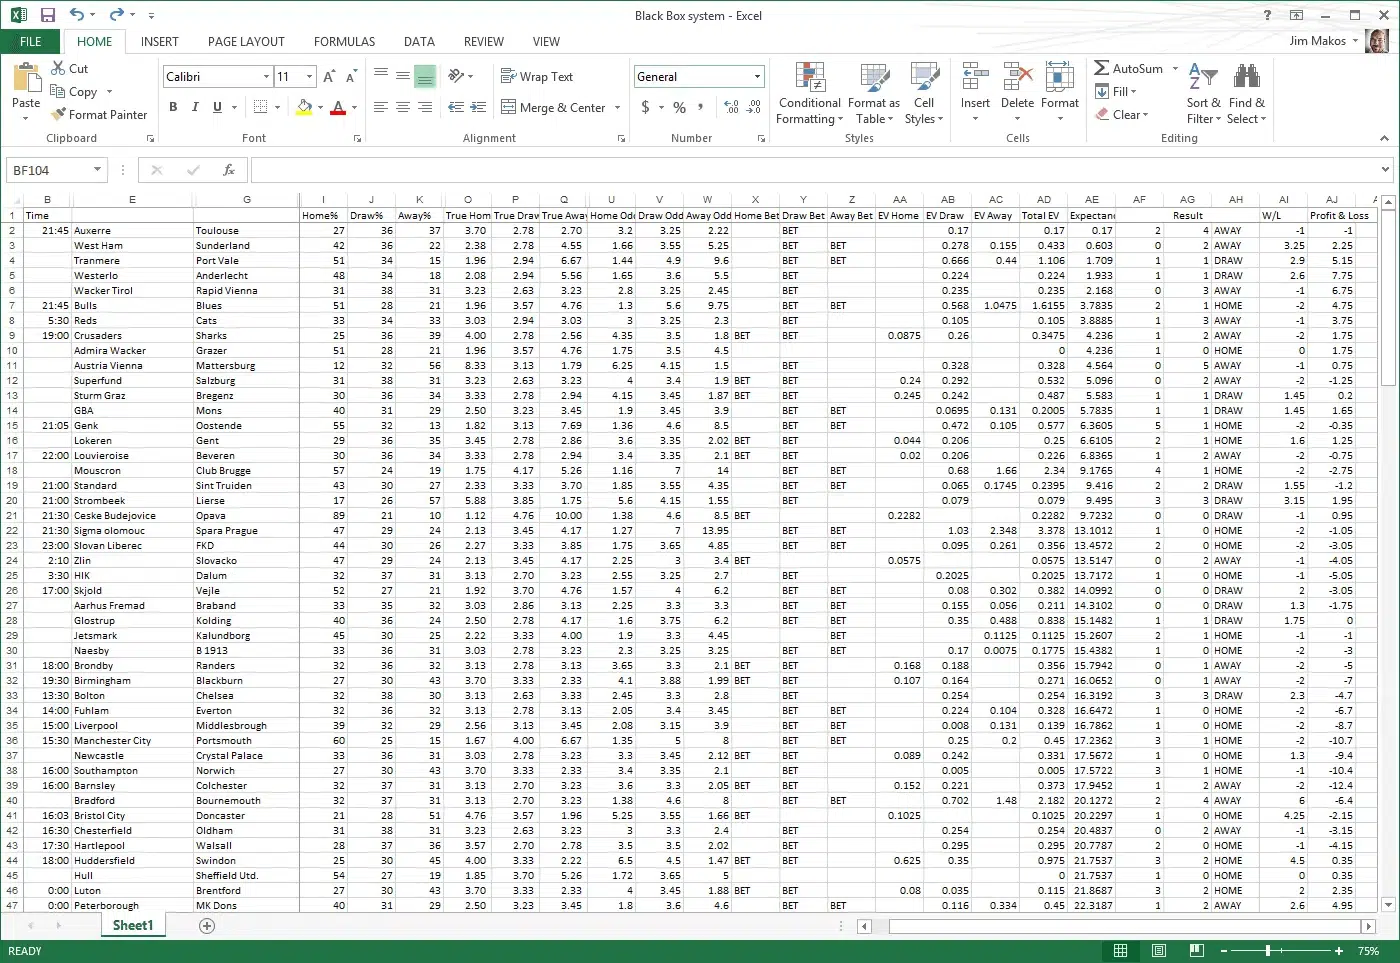 Black Box system - Excel
?
FILE HOME INSERT PAGE LAYOUT FORMULAS DATA REVIEW VIEW Jim Makos
Paste Cut Copy Format Painter Clipboard
Calibri 11 B I U A Font
Wrap Text Merge & Center Alignment
General $ % , Number
Conditional Formatting Format as Table Cell Styles Styles
Insert Delete Format Cells
AutoSum Fill Clear Sort & Filter Find & Select Editing
BF104 fx
B E G I J K O P Q U V W X Y Z AA AB AC AD AE AF AG AH AI AJ
1 Time Home% Draw% Away% True Hom True Draw True Away Home Odd Draw Odd Away Odd Home Bet Draw Bet Away Bet EV Home EV Draw EV Away Total EV Expectanc Result W/L Profit & Loss
2 21:45 Auxerre Toulouse 27 36 37 3.70 2.78 2.70 3.2 3.25 2.22 BET 0.17 0.17 0.17 2 4 AWAY -1 -1
3 West Ham Sunderland 42 36 22 2.38 2.78 4.55 1.66 3.55 5.25 BET BET 0.278 0.155 0.433 0.603 0 2 AWAY 3.25 2.25
4 Tranmere Port Vale 51 34 15 1.96 2.94 6.67 1.44 4.9 9.6 BET BET 0.666 0.44 1.106 1.709 1 1 DRAW 2.9 5.15
5 Westerlo Anderlecht 48 34 18 2.08 2.94 5.56 1.65 3.6 5.5 BET 0.224 0.224 1.933 1 1 DRAW 2.6 7.75
6 Wacker Tirol Rapid Vienna 31 38 31 3.23 2.63 3.23 2.8 3.25 2.45 BET 0.235 0.235 2.168 0 3 AWAY -1 6.75
7 21:45 Bulls Blues 51 28 21 1.96 3.57 4.76 1.3 5.6 9.75 BET BET 0.568 1.0475 1.6155 3.7835 2 1 HOME -2 4.75
8 5:30 Reds Cats 33 34 33 3.03 2.94 3.03 3 3.25 2.3 BET 0.105 0.105 3.8885 1 3 AWAY -1 3.75
9 19:00 Crusaders Sharks 25 36 39 4.00 2.78 2.56 4.35 3.5 1.8 BET BET 0.0875 0.26 0.3475 4.236 1 2 AWAY -2 1.75
10 Admira Wacker Grazer 51 28 21 1.96 3.57 4.76 1.75 3.5 4.5 0 4.236 1 0 HOME 0 1.75
11 Austria Vienna Mattersburg 12 32 56 8.33 3.13 1.79 6.25 4.15 1.5 BET 0.328 0.328 4.564 0 5 AWAY -1 0.75
12 Superfund Salzburg 31 38 31 3.23 2.63 3.23 4 3.4 1.9 BET BET 0.24 0.292 0.532 5.096 0 2 AWAY -2 -1.25
13 Sturm Graz Bregenz 30 36 34 3.33 2.78 2.94 4.15 3.45 1.87 BET BET 0.245 0.242 0.487 5.583 1 1 DRAW 1.45 0.2
14 GBA Mons 40 31 29 2.50 3.23 3.45 1.9 3.45 3.9 BET BET 0.0695 0.131 0.2005 5.7835 1 1 DRAW 1.45 1.65
15 21:05 Genk Oostende 55 32 13 1.82 3.13 7.69 1.36 4.6 8.5 BET BET 0.472 0.105 0.577 6.3605 5 1 HOME -2 -0.35
16 Lokeren Gent 29 36 35 3.45 2.78 2.86 3.6 3.35 2.02 BET BET 0.044 0.206 0.25 6.6105 2 1 HOME 1.6 1.25
17 22:00 Louvieroise Beveren 30 36 34 3.33 2.78 2.94 3.4 3.35 2.1 BET BET 0.02 0.206 0.226 6.8365 1 2 AWAY -2 -0.75
18 Mouscron Club Brugge 57 24 19 1.75 4.17 5.26 1.16 7 14 BET BET 0.68 1.66 2.34 9.1765 4 1 HOME -2 -2.75
19 21:00 Standard Sint Truiden 43 30 27 2.33 3.33 3.70 1.85 3.55 4.35 BET BET 0.065 0.1745 0.2395 9.416 2 2 DRAW 1.55 -1.2
20 21:00 Strombeek Lierse 17 26 57 5.88 3.85 1.75 5.6 4.15 1.55 BET 0.079 0.079 9.495 3 3 DRAW 3.15 1.95
21 21:30 Ceske Budejovice Opava 89 21 10 1.12 4.76 10.00 1.38 4.6 8.5 BET 0.2282 0.2282 9.7232 0 0 DRAW -1 0.95
22 21:30 Sigma olomouc Spara Prague 47 29 24 2.13 3.45 4.17 1.27 7 13.95 BET BET 1.03 2.348 3.378 13.1012 1 0 HOME -2 -1.05
23 23:00 Slovan Liberec FKD 44 30 26 2.27 3.33 3.85 1.75 3.65 4.85 BET BET 0.095 0.261 0.356 13.4572 2 0 HOME -2 -3.05
24 2:10 Zlin Slovacko 47 29 24 2.13 3.45 4.17 2.25 3 3.4 BET 0.0575 0.0575 13.5147 0 2 AWAY -1 -4.05
25 3:30 HIK Dalum 32 37 31 3.13 2.70 3.23 2.55 3.25 2.7 BET 0.2025 0.2025 13.7172 1 0 HOME -1 -5.05
26 17:00 Skjold Vejle 52 27 21 1.92 3.70 4.76 1.57 4 6.2 BET BET 0.08 0.302 0.382 14.0992 0 0 DRAW 2 -3.05
27 Aarhus Fremad Braband 33 35 32 3.03 2.86 3.13 2.25 3.3 3.3 BET BET 0.155 0.056 0.211 14.3102 0 0 DRAW 1.3 -1.75
28 Glostrup Kolding 40 36 24 2.50 2.78 4.17 1.6 3.75 6.2 BET BET 0.35 0.488 0.838 15.1482 1 1 DRAW 1.75 0
29 Jetsmark Kalundborg 45 30 25 2.22 3.33 4.00 1.9 3.3 4.45 BET 0.1125 0.1125 15.2607 2 1 HOME -1 -1
30 Naesby B 1913 33 36 31 3.03 2.78 3.23 2.3 3.25 3.25 BET BET 0.17 0.0075 0.1775 15.4382 1 0 HOME -2 -3
31 18:00 Brondby Randers 32 36 32 3.13 2.78 3.13 3.65 3.3 2.1 BET BET 0.168 0.188 0.356 15.7942 0 1 AWAY -2 -5
32 19:30 Birmingham Blackburn 27 30 43 3.70 3.33 2.33 4.1 3.88 1.99 BET BET 0.107 0.164 0.271 16.0652 0 1 AWAY -2 -7
33 13:30 Bolton Chelsea 32 38 30 3.13 2.63 3.33 2.45 3.3 2.8 BET 0.254 0.254 16.3192 3 3 DRAW 2.3 -4.7
34 14:00 Fuhlam Everton 32 36 32 3.13 2.78 3.13 2.05 3.4 3.45 BET BET 0.224 0.104 0.328 16.6472 1 0 HOME -2 -6.7
35 15:00 Liverpool Middlesbrough 39 32 29 2.56 3.13 3.45 2.08 3.15 3.9 BET BET 0.008 0.131 0.139 16.7862 1 0 HOME -2 -8.7
36 15:30 Manchester City Portsmouth 60 25 15 1.67 4.00 6.67 1.35 5 8 BET BET 0.25 0.2 0.45 17.2362 3 1 HOME -2 -10.7
37 Newcastle Crystal Palace 33 36 31 3.03 2.78 3.23 3.3 3.45 2.12 BET BET 0.089 0.242 0.331 17.5672 1 0 HOME 1.3 -9.4
38 16:00 Southampton Norwich 27 30 43 3.70 3.33 2.33 3.4 3.35 2.1 BET 0.005 0.005 17.5722 3 1 HOME -1 -10.4
39 16:00 Barnsley Colchester 32 37 31 3.13 2.70 3.23 3.6 3.3 2.05 BET BET 0.152 0.221 0.373 17.9452 1 2 AWAY -2 -12.4
40 Bradford Bournemouth 32 37 31 3.13 2.70 3.23 1.38 4.6 8 BET BET 0.702 1.48 2.182 20.1272 2 4 AWAY 6 -6.4
41 16:03 Bristol City Doncaster 21 28 51 4.76 3.57 1.96 5.25 3.55 1.66 BET 0.1025 0.1025 20.2297 1 0 HOME 4.25 -2.15
42 16:30 Chesterfield Oldham 31 38 31 3.23 2.63 3.23 3 3.3 2.4 BET 0.254 0.254 20.4837 0 2 AWAY -1 -3.15
43 17:30 Hartlepool Walsall 28 37 36 3.57 2.70 2.78 3.5 3.5 2.02 BET 0.295 0.295 20.7787 2 0 HOME -1 -4.15
44 18:00 Huddersfield Swindon 25 30 45 4.00 3.33 2.22 6.5 4.5 1.47 BET BET 0.625 0.35 0.975 21.7537 3 2 HOME 4.5 0.35
45 Hull Sheffield Utd. 54 27 19 1.85 3.70 5.26 1.72 3.65 5 0 21.7537 1 0 HOME 0 0.35
46 0:00 Luton Brentford 27 30 43 3.70 3.33 2.33 4 3.45 1.88 BET BET 0.08 0.035 0.115 21.8687 3 2 HOME 2 2.35
47 0:00 Peterborough MK Dons 40 31 29 2.50 3.23 3.45 1.8 3.6 4.6 BET BET 0.116 0.334 0.45 22.3187 1 2 AWAY 2.6 4.95
Sheet1
READY 75%